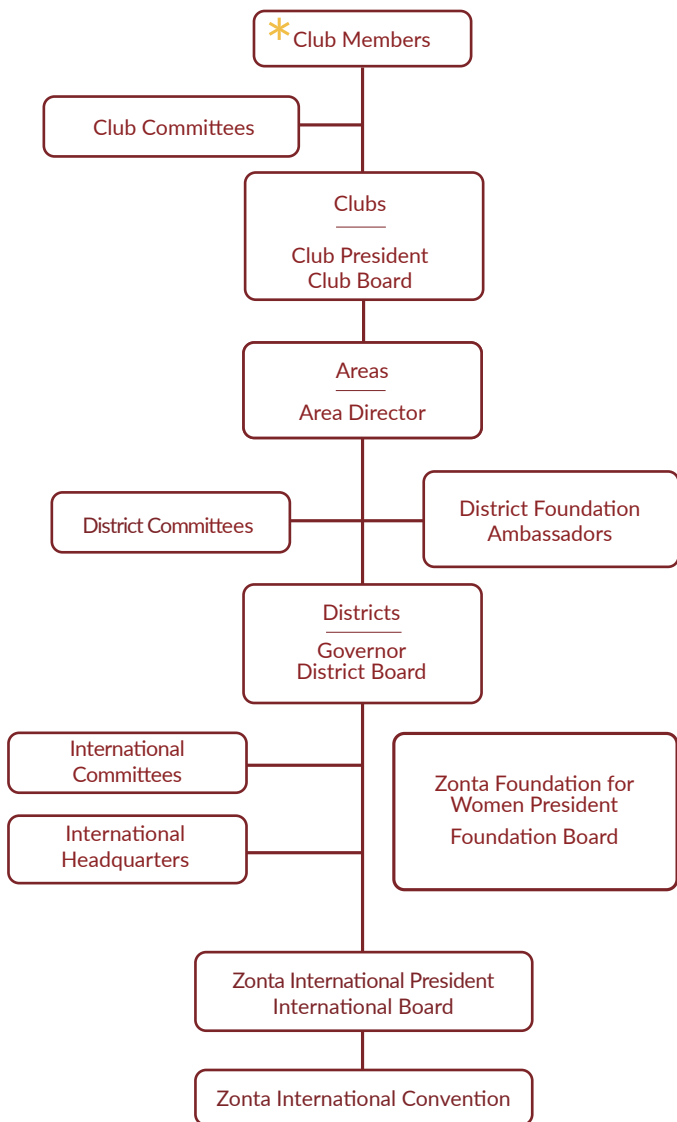 *Club Members
Club Committees
Clubs
Club President
Club Board
Areas
Area Director
District Committees
District Foundation
Ambassadors
Districts
Governor
District Board
International
Committees
Zonta Foundation for
Women President
Foundation Board
International
Headquarters
Zonta International President
International Board
Zonta International Convention